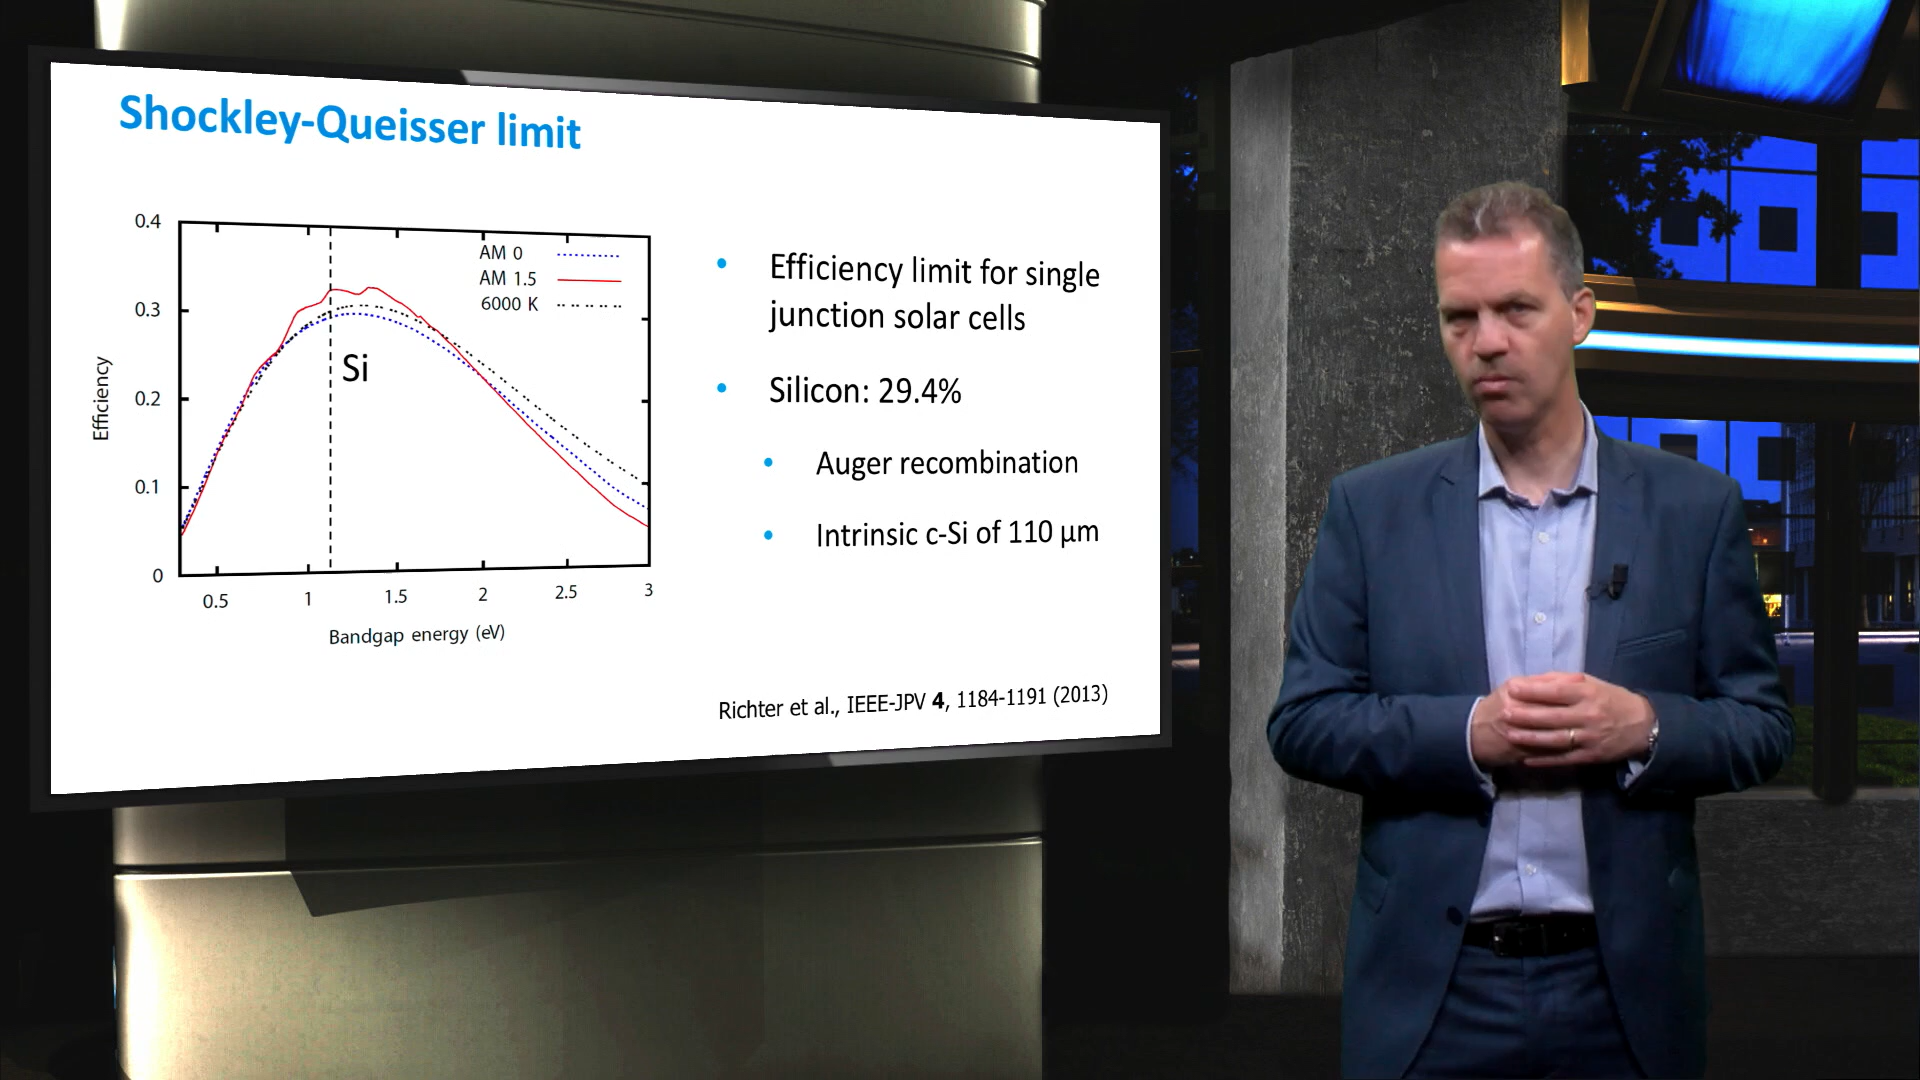 Shockley-Queisser limit
0.4
0.3
0.2
0.1
0
Efficiency
0.5 1 1.5 2 2.5 3
Bandgap energy (eV)
AM 0
AM 1.5
6000 K
Si
• Efficiency limit for single
junction solar cells
• Silicon: 29.4%
• Auger recombination
• Intrinsic c-Si of 110 µm
Richter et al., IEEE-JPV 4, 1184-1191 (2013)